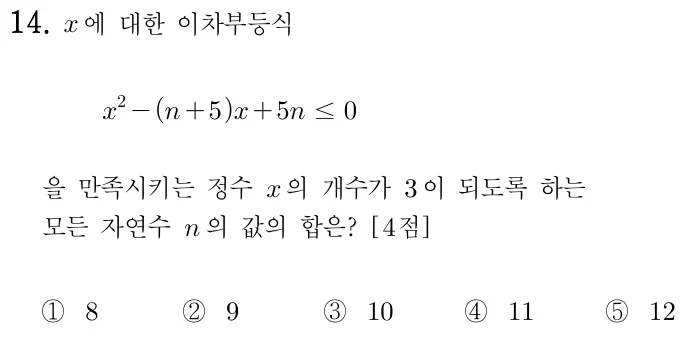 14. x에 대한 이차부등식
x² − (n+5)x + 5n ≤ 0
을 만족시키는 정수 x의 개수가 3이 되도록 하는
모든 자연수 n의 값의 합은? [4점]
① 8 ② 9 ③ 10 ④ 11 ⑤ 12